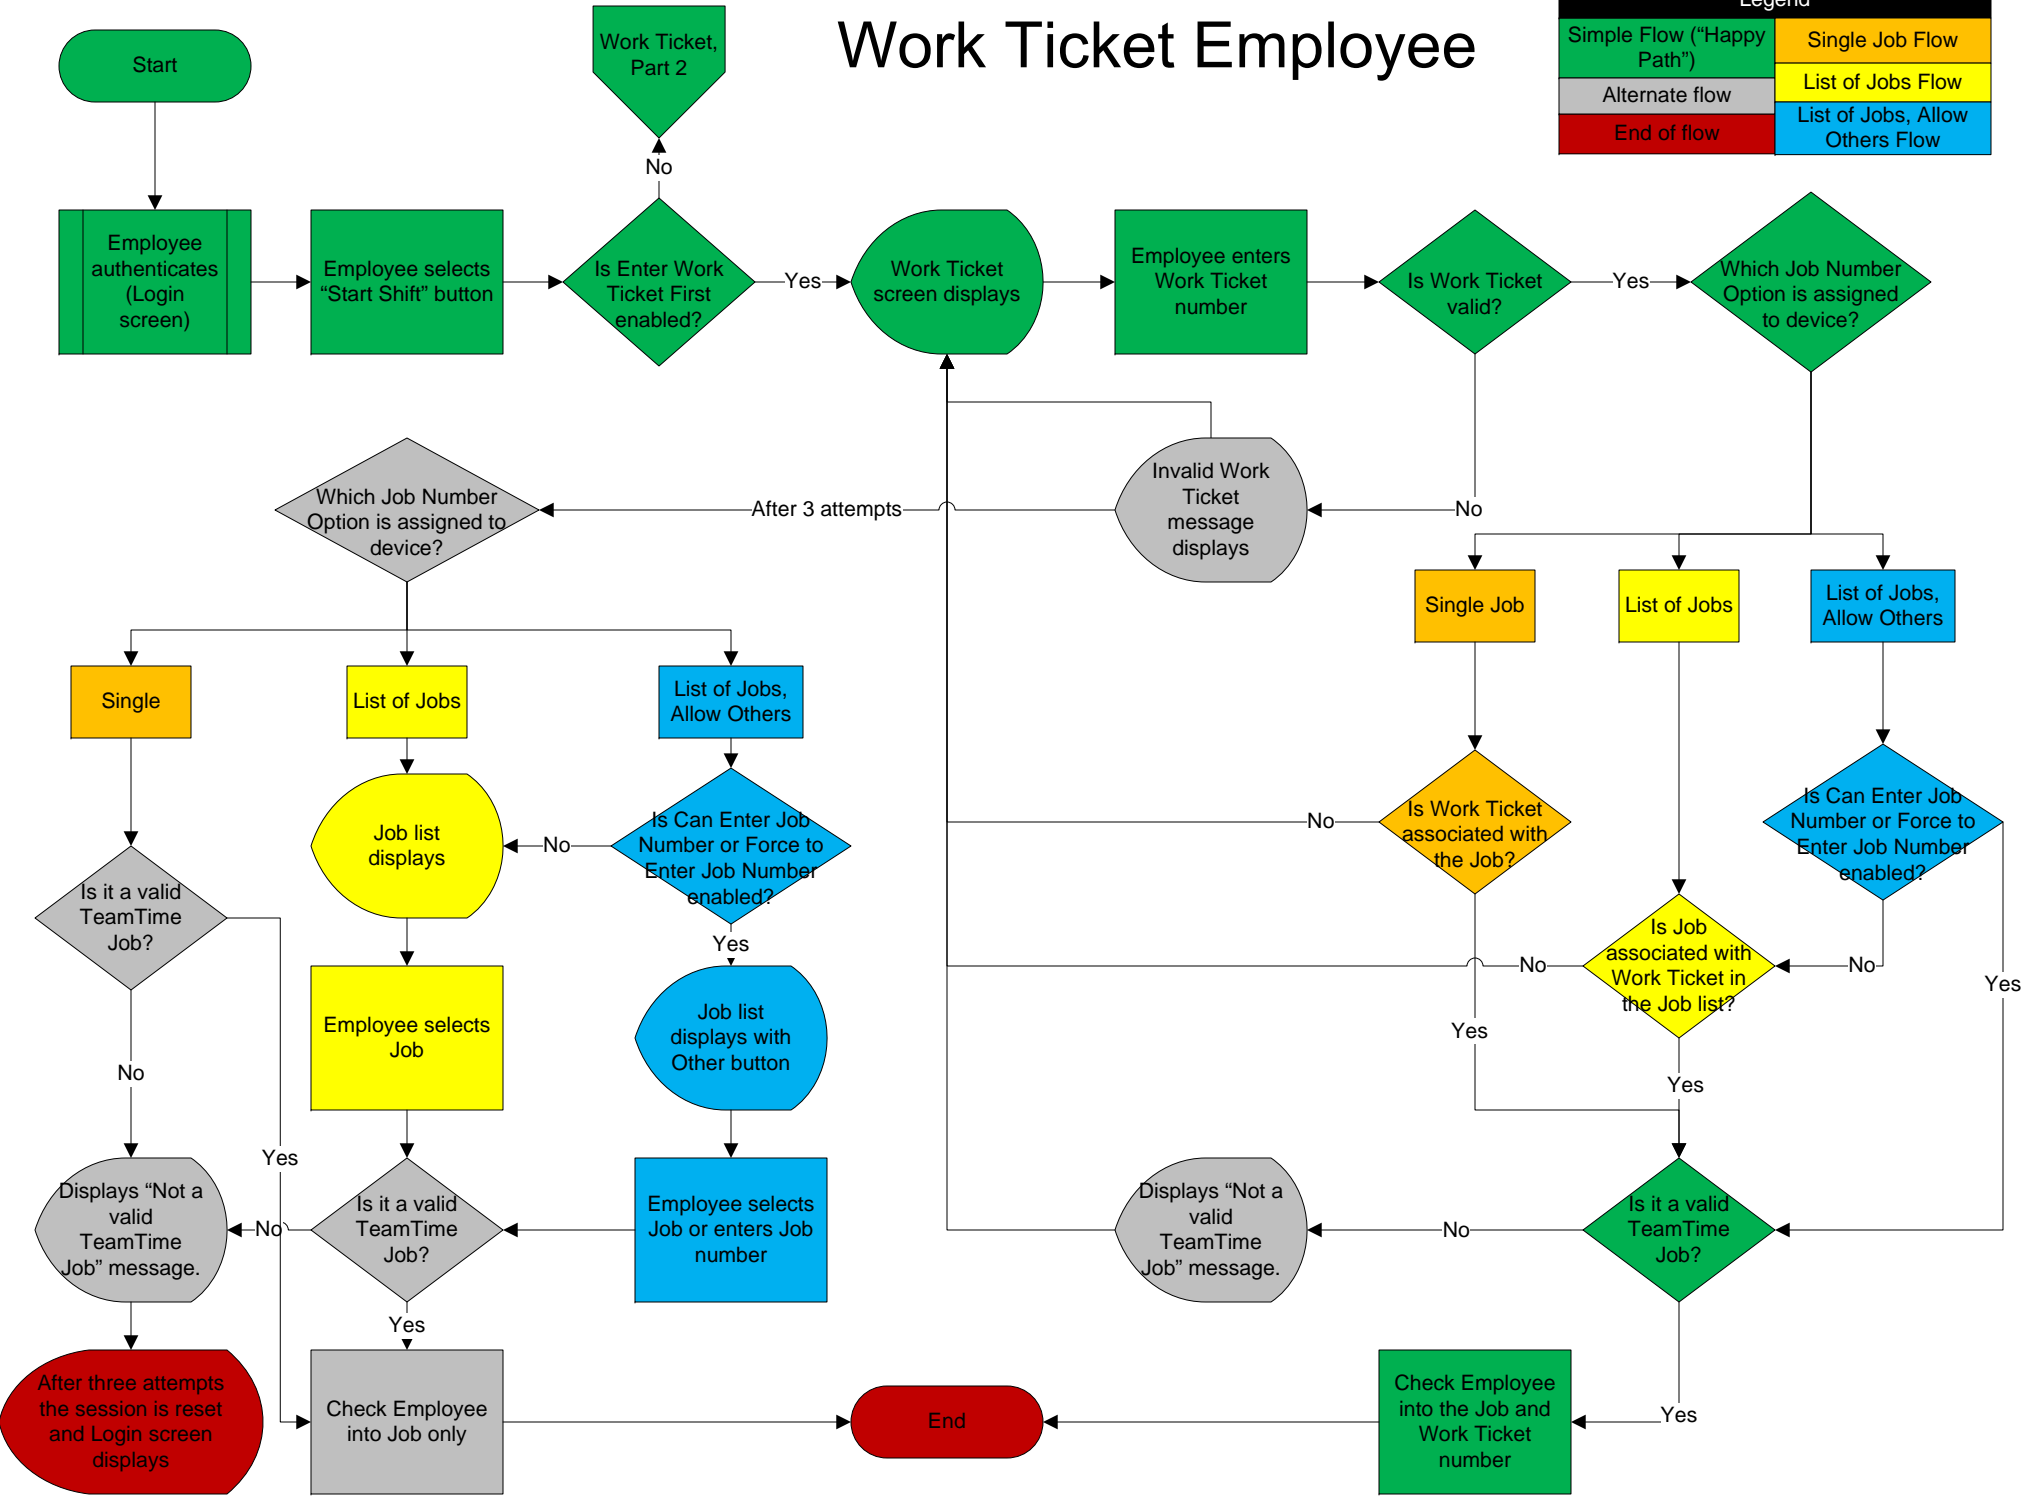 Work Ticket Employee
Legend
Simple Flow (“Happy
Path”)
Single Job Flow
Alternate flow
List of Jobs Flow
End of flow
List of Jobs, Allow
Others Flow
Start
Work Ticket,
Part 2
No
Employee
authenticates
(Login
screen)
Employee selects
“Start Shift” button
Is Enter Work
Ticket First
enabled?
Yes
Work Ticket
screen displays
Employee enters
Work Ticket
number
Is Work Ticket
valid?
Yes
Which Job Number
Option is assigned
to device?
Which Job Number
Option is assigned to
device?
After 3 attempts
Invalid Work
Ticket
message
displays
No
Single Job
List of Jobs
List of Jobs,
Allow Others
Single
List of Jobs
List of Jobs,
Allow Others
Job list
displays
No
Is Can Enter Job
Number or Force to
Enter Job Number
enabled?
No
Is Work Ticket
associated with
the Job?
Is Can Enter Job
Number or Force to
Enter Job Number
enabled?
Is it a valid
TeamTime
Job?
Yes
No
Is Job
associated with
Work Ticket in
the Job list?
No
Yes
Employee selects
Job
Job list
displays with
Other button
Yes
No
Yes
Yes
Displays “Not a
valid
TeamTime
Job” message.
No
Is it a valid
TeamTime
Job?
Employee selects
Job or enters Job
number
Displays “Not a
valid
TeamTime
Job” message.
No
Is it a valid
TeamTime
Job?
Yes
After three attempts
the session is reset
and Login screen
displays
Check Employee
into Job only
End
Check Employee
into the Job and
Work Ticket
number
Yes